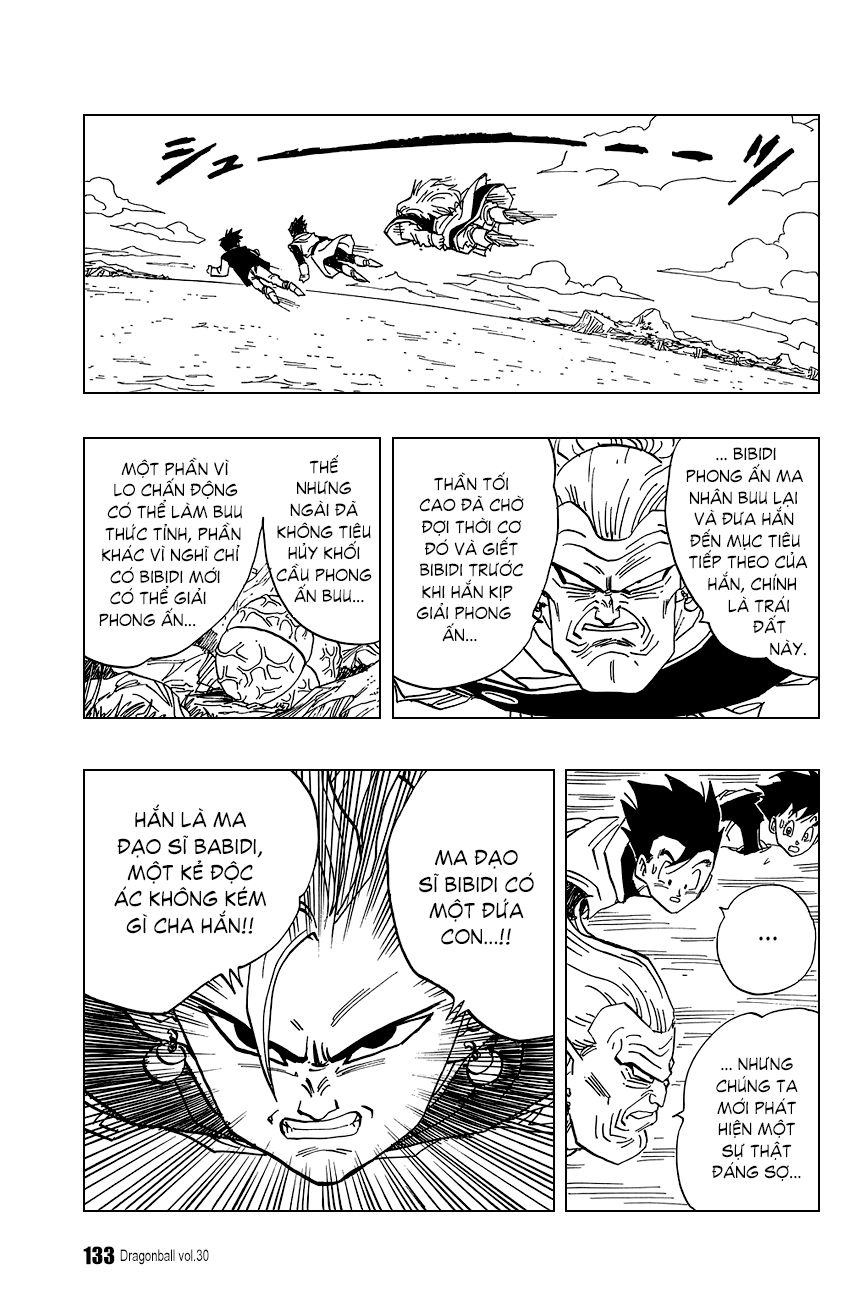 シュ ッ
... BIBIDI
PHONG ẤN MA
NHÂN BUU LẠI
VÀ ĐƯA HẮN
ĐẾN MỤC TIÊU
TIẾP THEO CỦA
HẮN, CHÍNH
LÀ TRÁI
ĐẤT
NÀY.
THẦN TỐI
CAO ĐÃ CHỜ
ĐỢI THỜI CƠ
ĐÓ VÀ GIẾT
BIBIDI TRƯỚC
KHI HẮN KỊP
GIẢI PHONG
ẤN...
THẾ
NHƯNG
NGÀI ĐÃ
KHÔNG TIÊU
HỦY KHỐI
CẦU PHONG
ẤN BUU...
MỘT PHẦN VÌ
LO CHẤN ĐỘNG
CÓ THỂ LÀM BUU
THỨC TỈNH, PHẦN
KHÁC VÌ NGHĨ CHỈ
CÓ BIBIDI MỚI
CÓ THỂ GIẢI
PHONG ẤN...
...
... NHƯNG
CHÚNG TA
MỚI PHÁT
HIỆN MỘT
SỰ THẬT
ĐÁNG SỢ...
MA ĐẠO
SĨ BIBIDI CÓ
MỘT ĐỨA
CON...!!
HẮN LÀ MA
ĐẠO SĨ BABIDI,
MỘT KẺ ĐỘC
ÁC KHÔNG KÉM
GÌ CHA HẮN!!
133 Dragonball vol.30